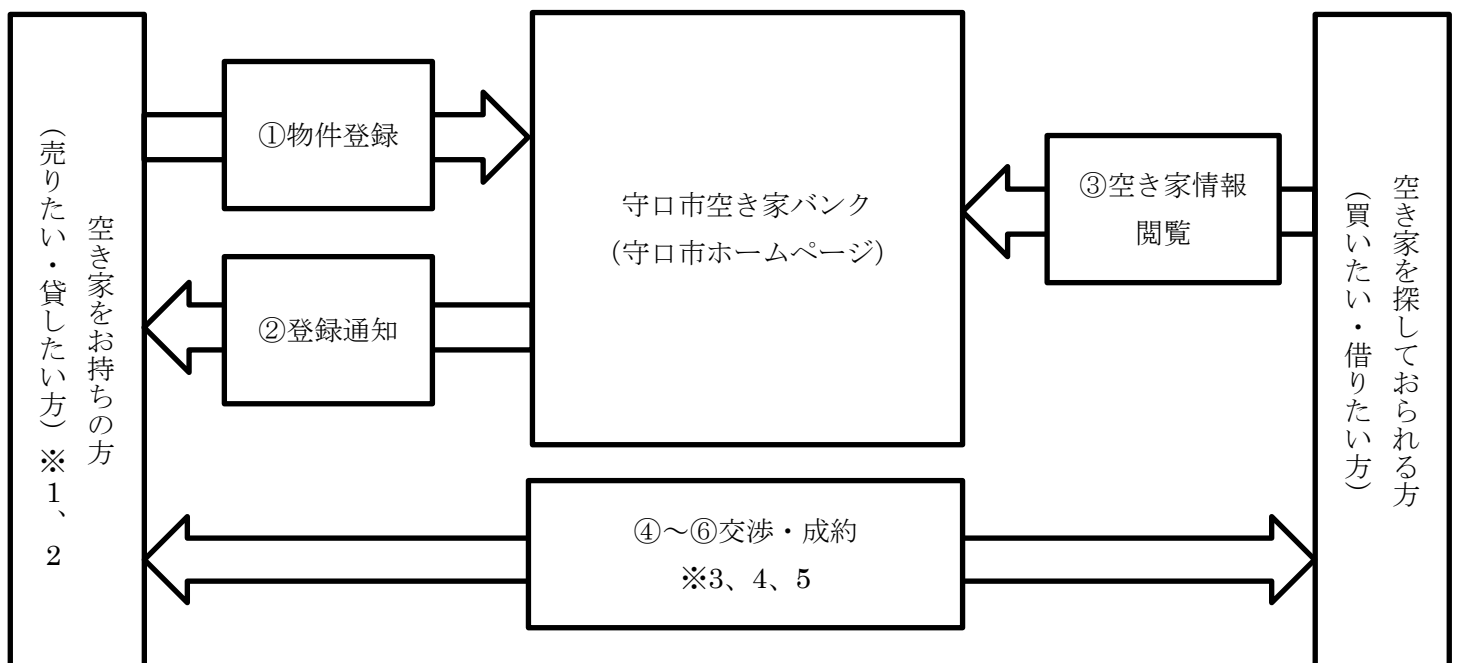 空き家をお持ちの方
（売りたい・貸したい方）※1、2
①物件登録
②登録通知
守口市空き家バンク
（守口市ホームページ）
③空き家情報
閲覧
空き家を探しておられる方
（買いたい・借りたい方）
④～⑥交渉・成約
※3、4、5